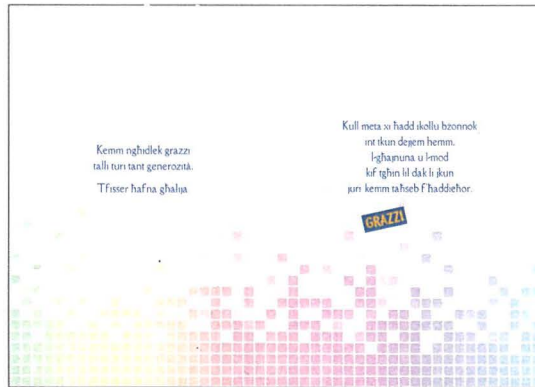 Kemm ngħidlek grazzi
talli turi tant generożità.
Tfisser ħafna għalija
Kull meta xi ħadd ikollu bżonnok
int tkun dejjem hemm.
l-għajnuna u l-mod
kif tgħin lil dak li jkun
juri kemm taħseb f'ħaddieħor.
GRAZZI